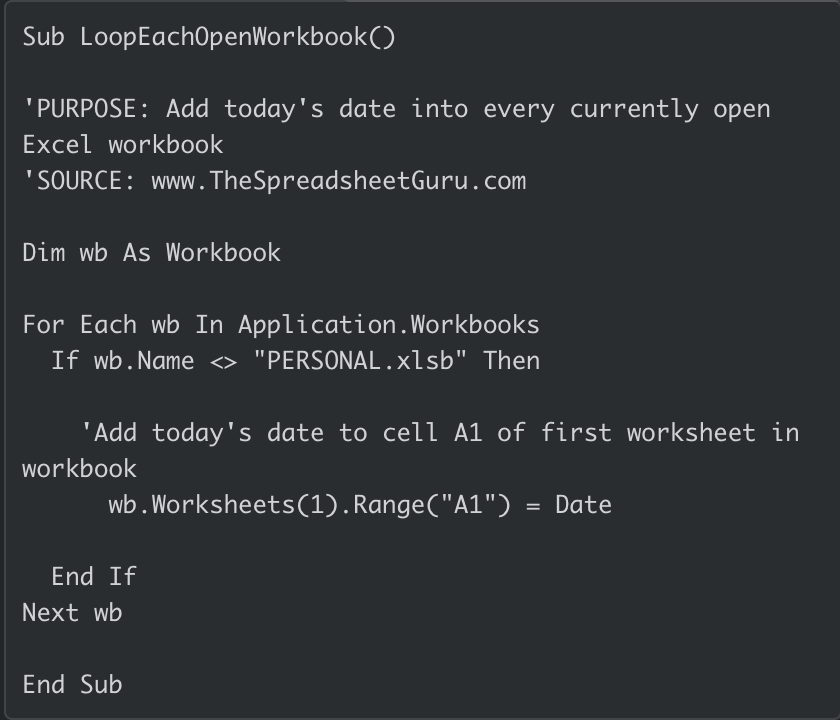 Sub LoopEachOpenWorkbook()
'PURPOSE: Add today's date into every currently open
Excel workbook
'SOURCE: www.TheSpreadsheetGuru.com
Dim wb As Workbook
For Each wb In Application.Workbooks
If wb.Name <> "PERSONAL.xlsb" Then
'Add today's date to cell A1 of first worksheet in
workbook
wb.Worksheets(1).Range("A1") = Date
End If
Next wb
End Sub